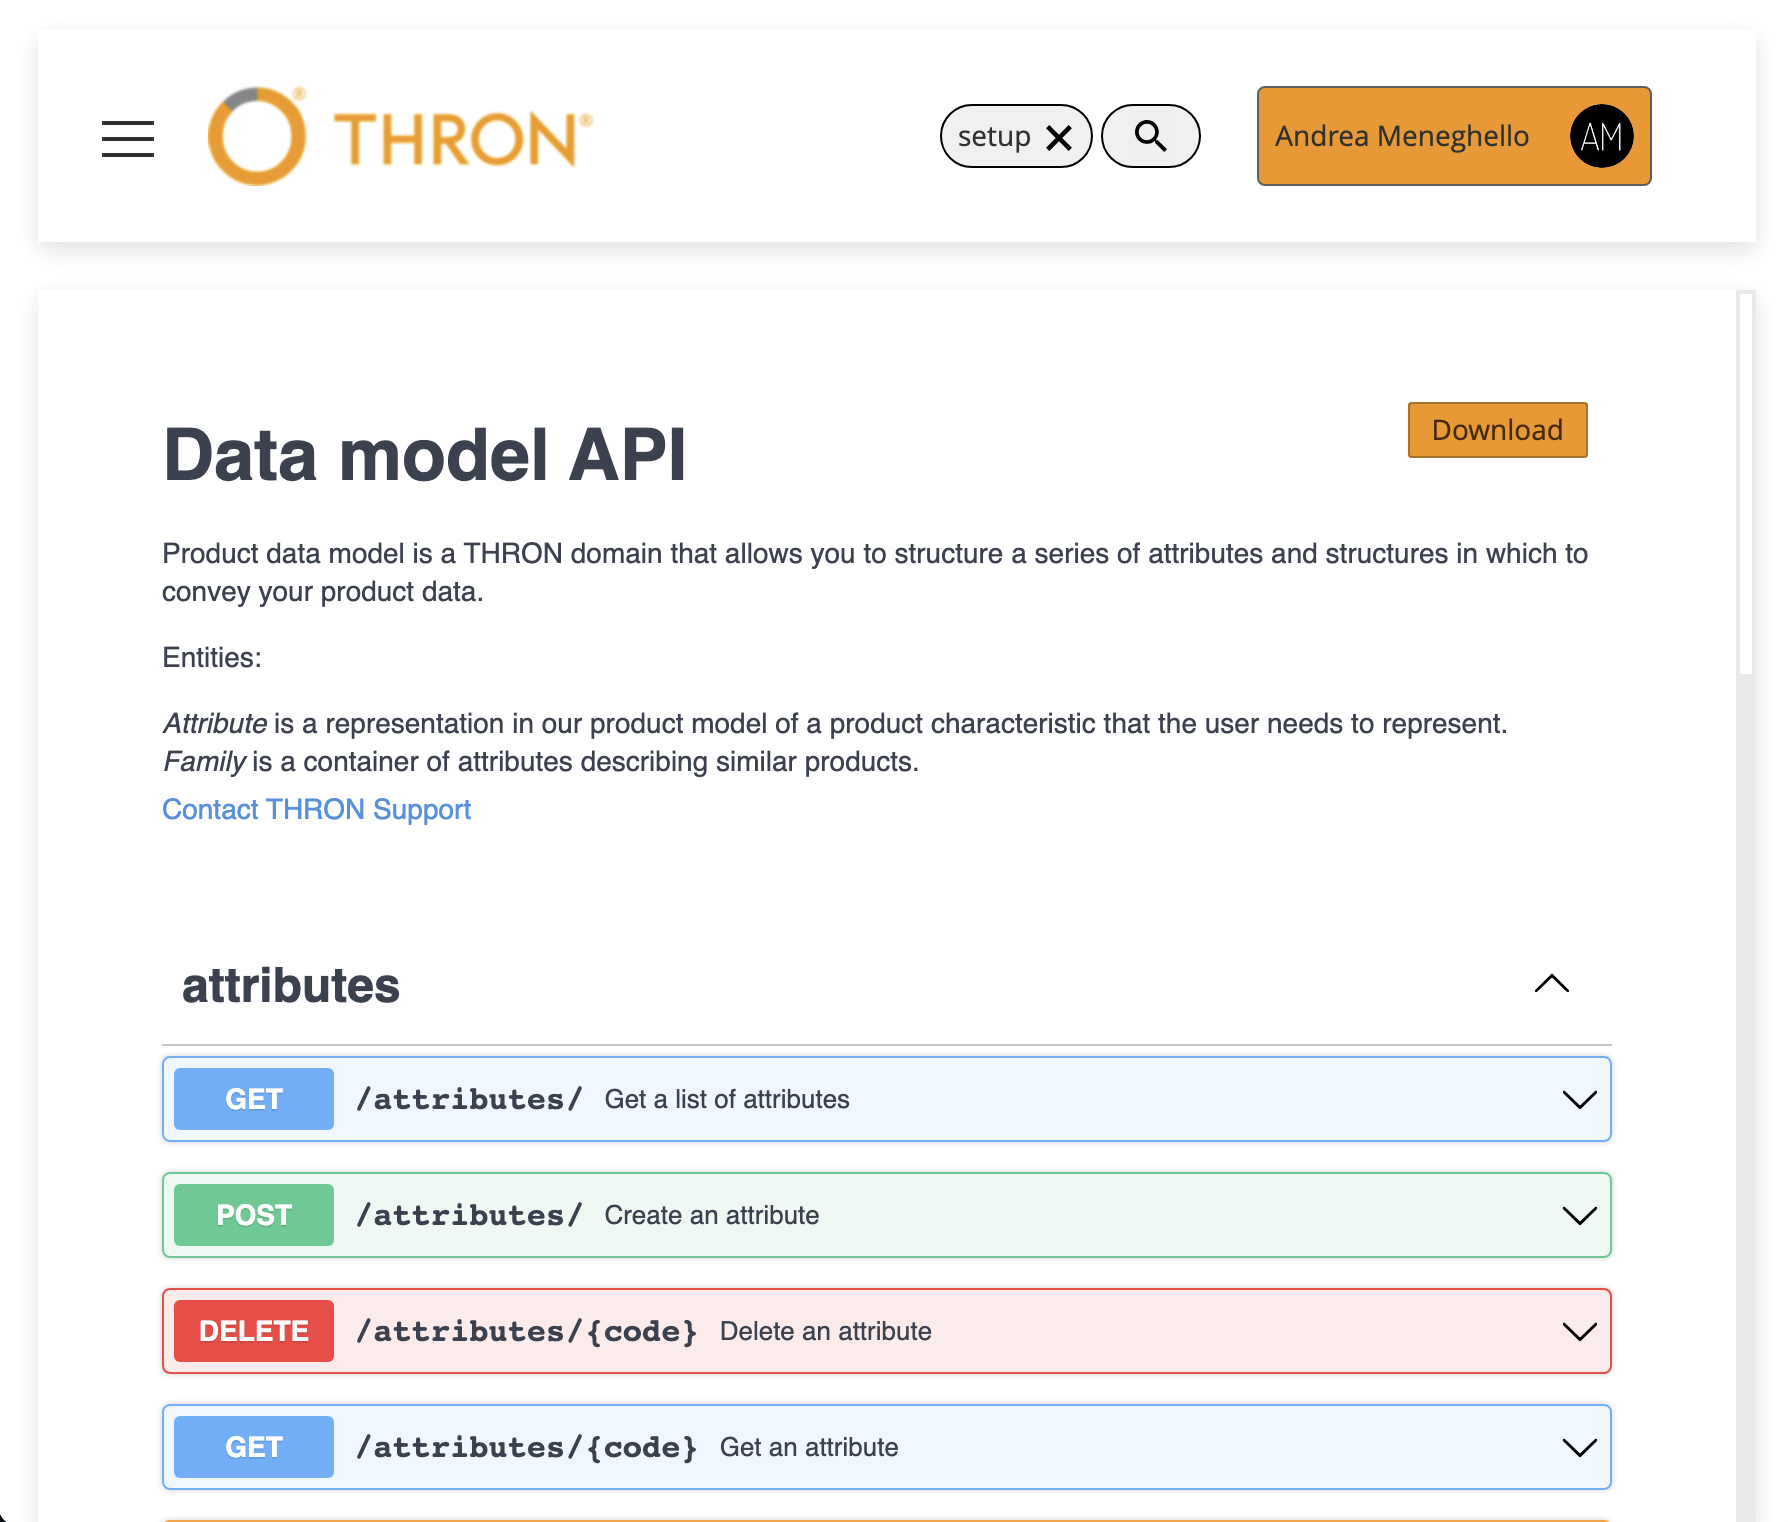 THRON®
setup
Andrea Meneghello
AM
Download
Data model API
Product data model is a THRON domain that allows you to structure a series of attributes and structures in which to
convey your product data.
Entities:
Attribute is a representation in our product model of a product characteristic that the user needs to represent.
Family is a container of attributes describing similar products.
Contact THRON Support
attributes
GET /attributes/ Get a list of attributes
POST /attributes/ Create an attribute
DELETE /attributes/{code} Delete an attribute
GET /attributes/{code} Get an attribute